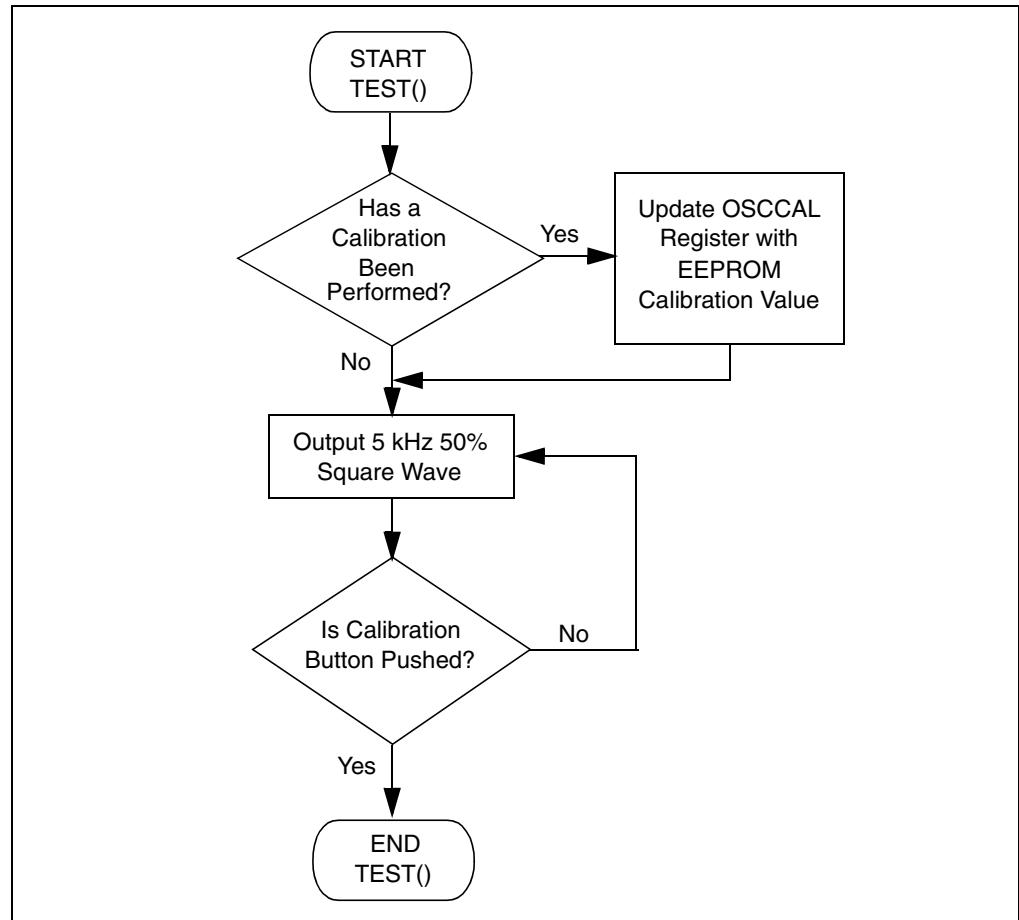 START
TEST()
Has a
Calibration
Been
Performed?
Yes
Update OSCCAL
Register with
EEPROM
Calibration Value
No
Output 5 kHz 50%
Square Wave
Is Calibration
Button Pushed?
No
Yes
END
TEST()